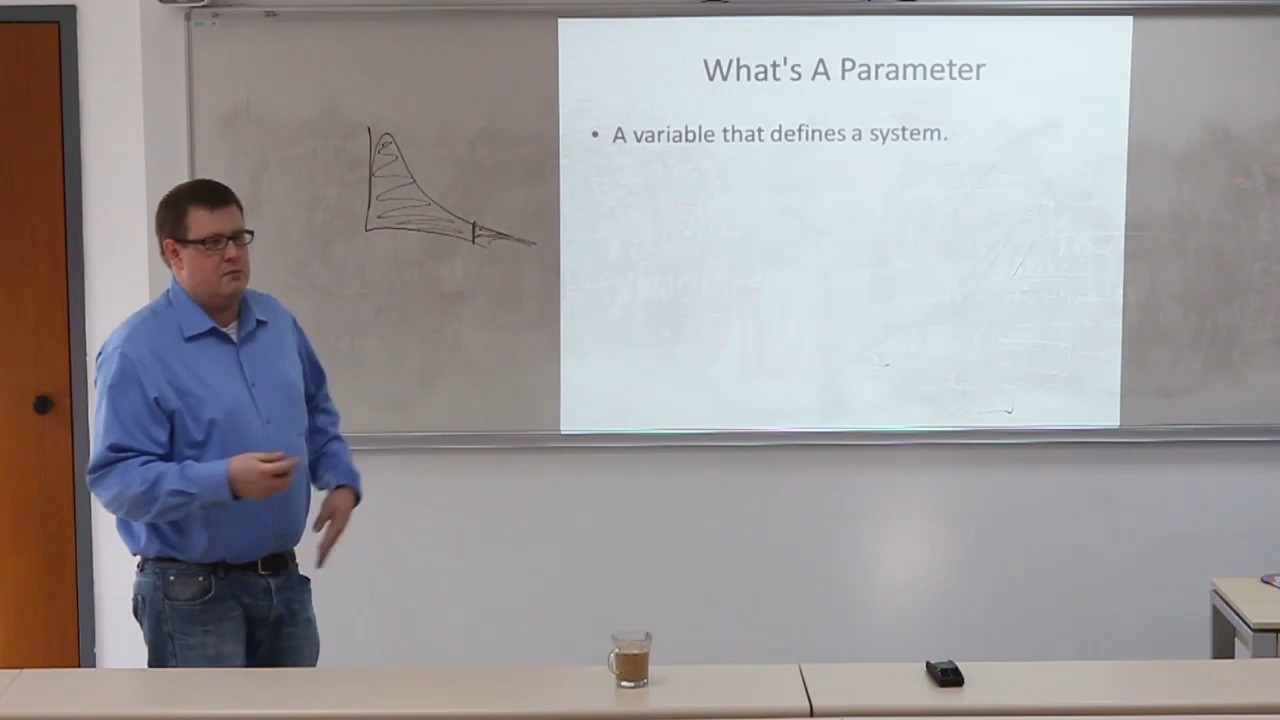 What's A Parameter
• A variable that defines a system.